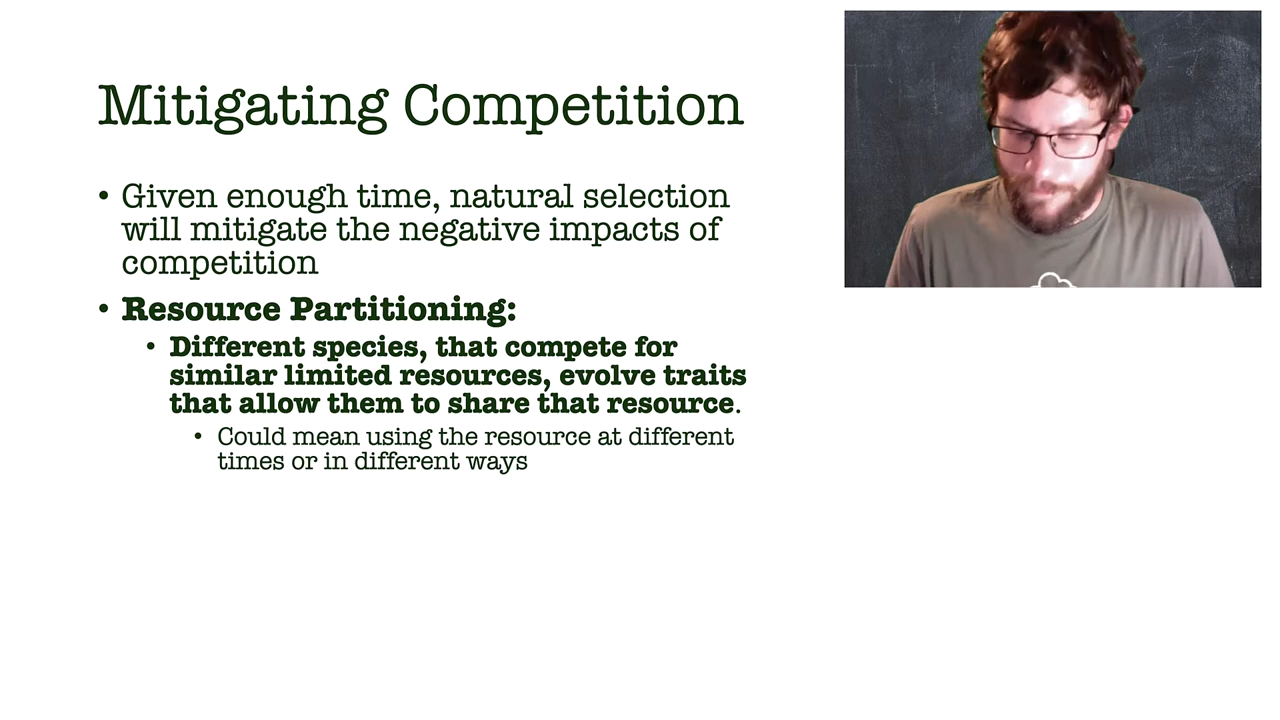 Mitigating Competition
• Given enough time, natural selection
will mitigate the negative impacts of
competition
• Resource Partitioning:
• Different species, that compete for
similar limited resources, evolve traits
that allow them to share that resource.
• Could mean using the resource at different
times or in different ways